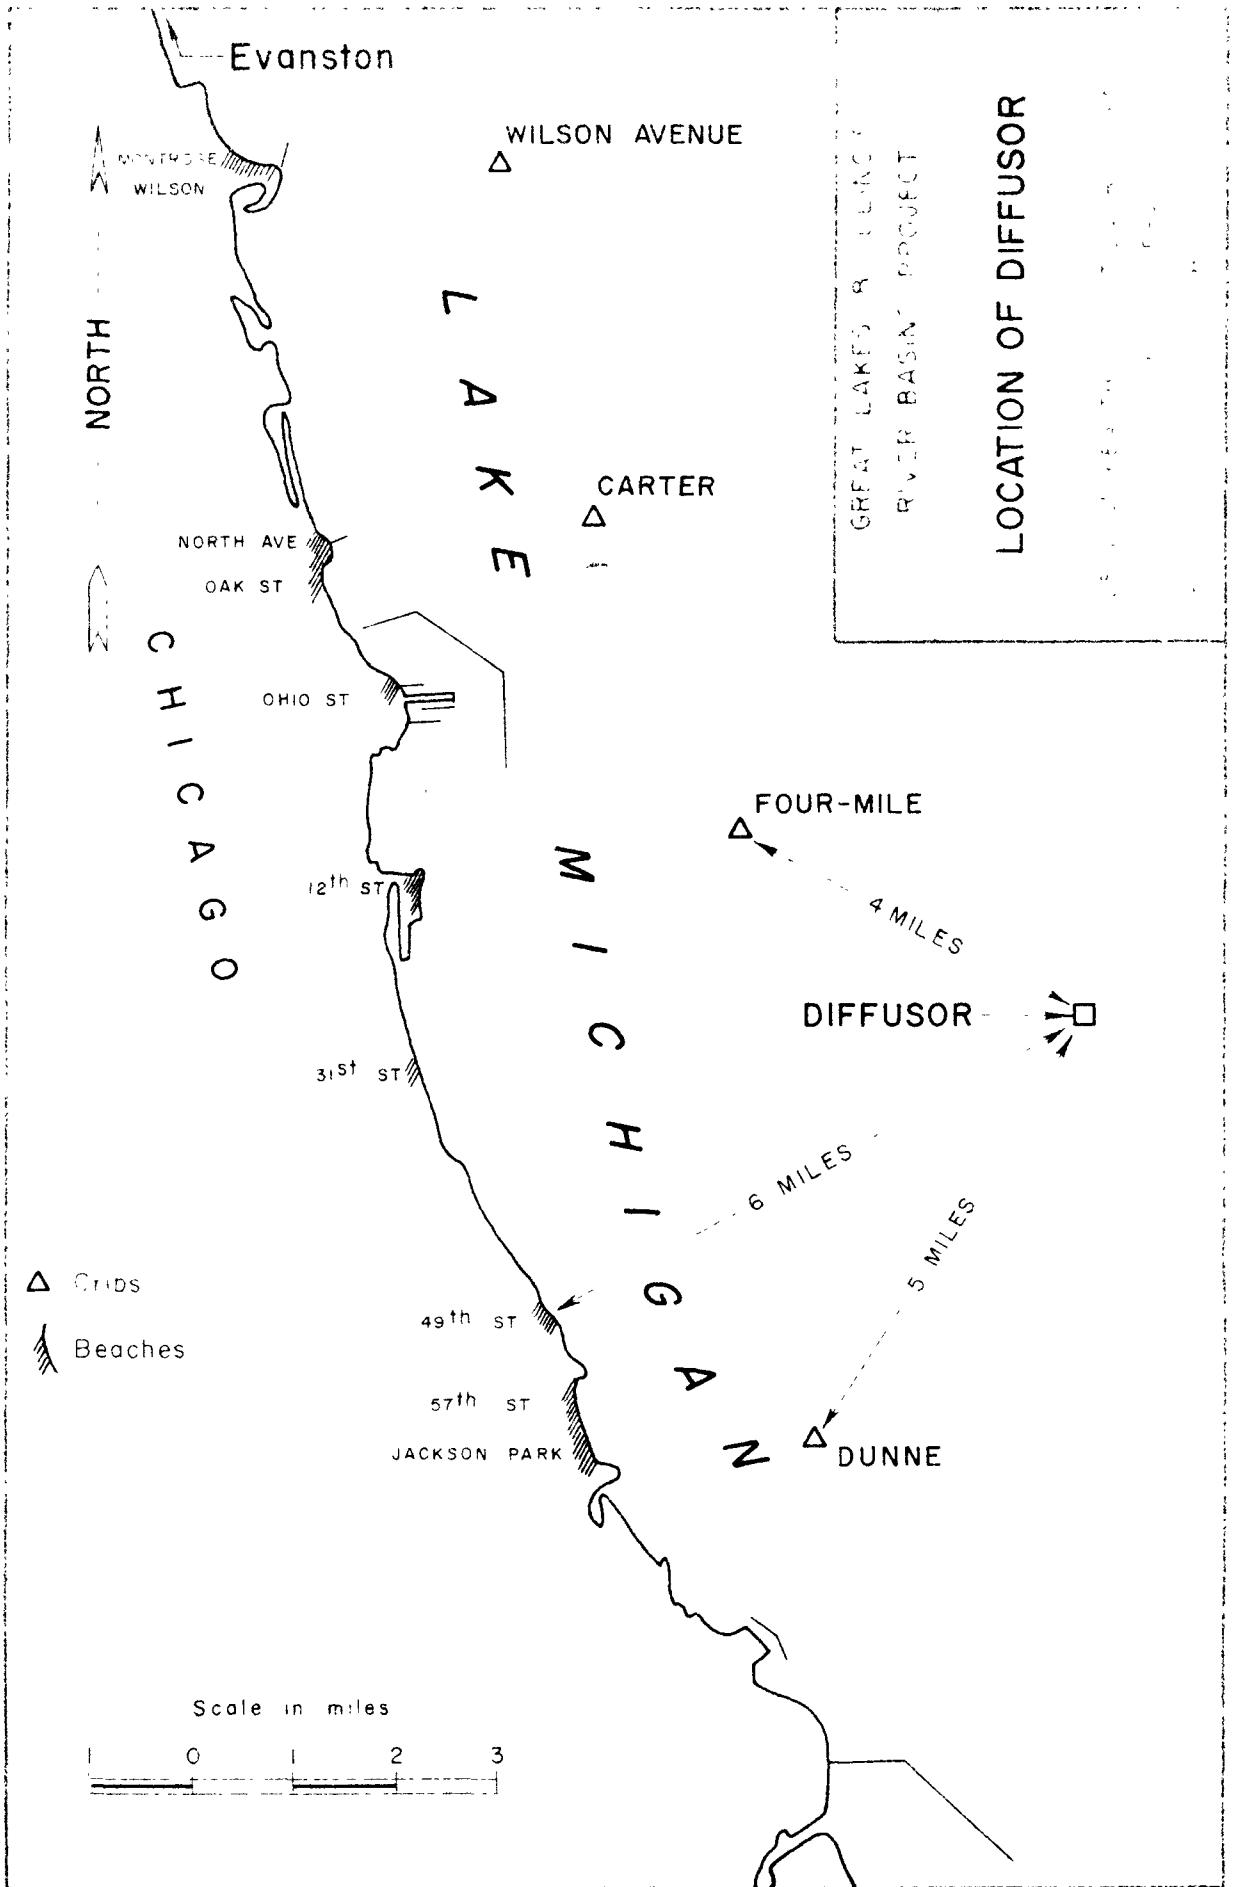 Evanston
WILSON AVENUE
MONTROSE
WILSON
NORTH
LAKE
CARTER
NORTH AVE
OAK ST
CHICAGO
OHIO ST
FOUR-MILE
4 MILES
MICHIGAN
12th ST
DIFFUSOR
31st ST
6 MILES
5 MILES
Cribs
Beaches
49th ST
57th ST
JACKSON PARK
DUNNE
Scale in miles
1 0 1 2 3
GREAT LAKES &
RIVER BASIN PROJECT
LOCATION OF DIFFUSOR